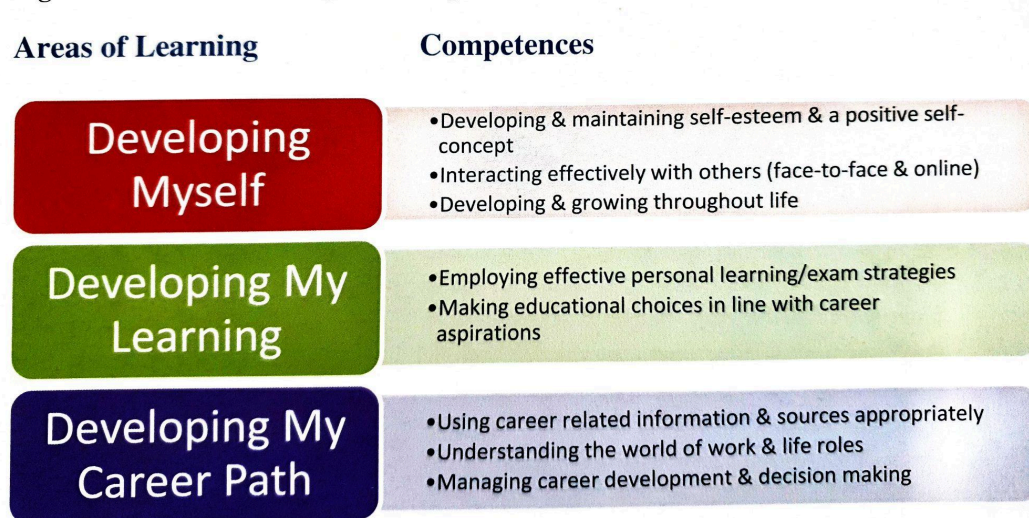 Areas of Learning
Competences
Developing
Myself
•Developing & maintaining self-esteem & a positive self-
concept
•Interacting effectively with others (face-to-face & online)
•Developing & growing throughout life
Developing My
Learning
•Employing effective personal learning/exam strategies
•Making educational choices in line with career
aspirations
Developing My
Career Path
•Using career related information & sources appropriately
•Understanding the world of work & life roles
•Managing career development & decision making